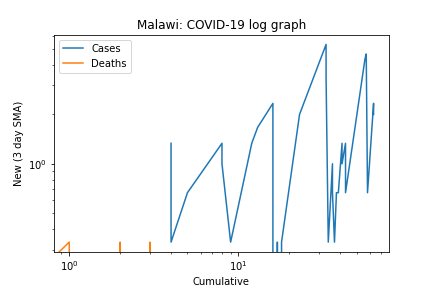 Malawi: COVID-19 log graph
Cases
Deaths
New (3 day SMA)
10⁰
10⁰
10¹
Cumulative